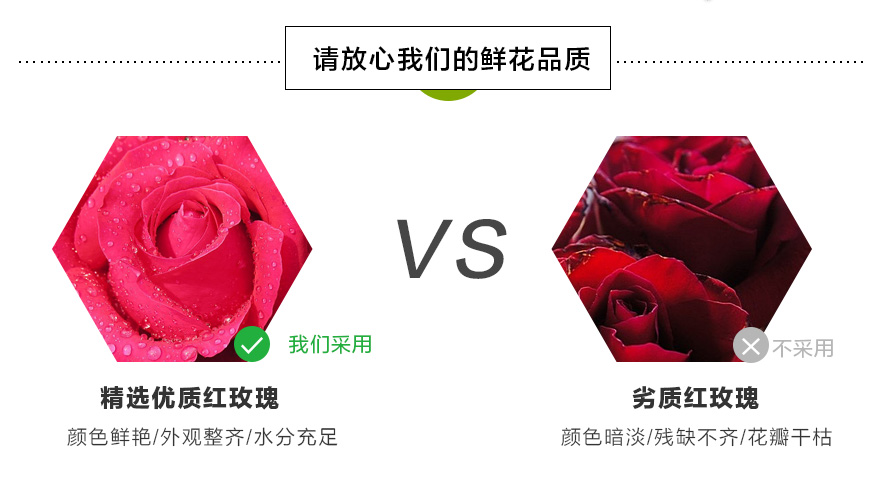 请放心我们的鲜花品质
VS
我们采用
不采用
精选优质红玫瑰
劣质红玫瑰
颜色鲜艳/外观整齐/水分充足
颜色暗淡/残缺不齐/花瓣干枯